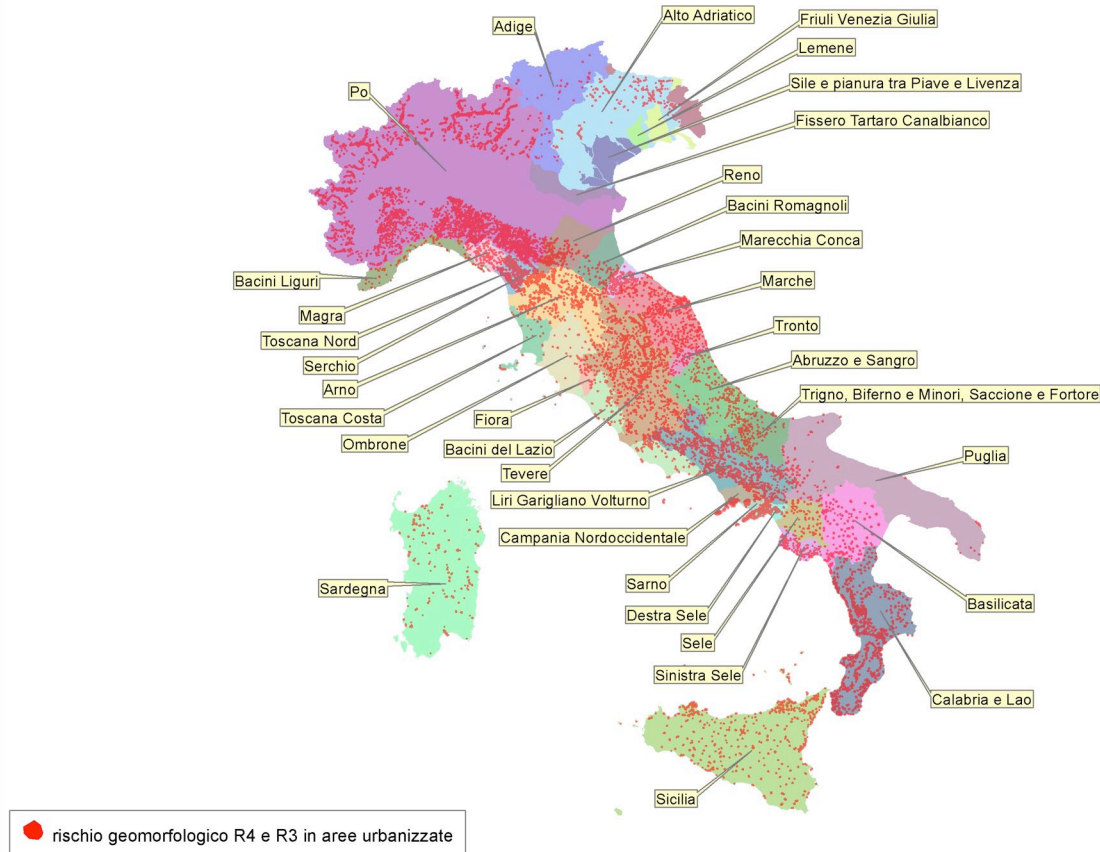 Alto Adriatico
Friuli Venezia Giulia
Adige
Lemene
Sile e pianura tra Piave e Livenza
Po
Fissero Tartaro Canalbianco
Reno
Bacini Romagnoli
Marecchia Conca
Bacini Liguri
Marche
Magra
Tronto
Toscana Nord
Serchio
Abruzzo e Sangro
Arno
Trigno, Biferno e Minori, Saccione e Fortore
Toscana Costa
Fiora
Ombrone
Bacini del Lazio
Puglia
Tevere
Liri Garigliano Volturno
Campania Nordoccidentale
Sardegna
Sarno
Basilicata
Destra Sele
Sele
Sinistra Sele
Calabria e Lao
Sicilia
rischio geomorfologico R4 e R3 in aree urbanizzate